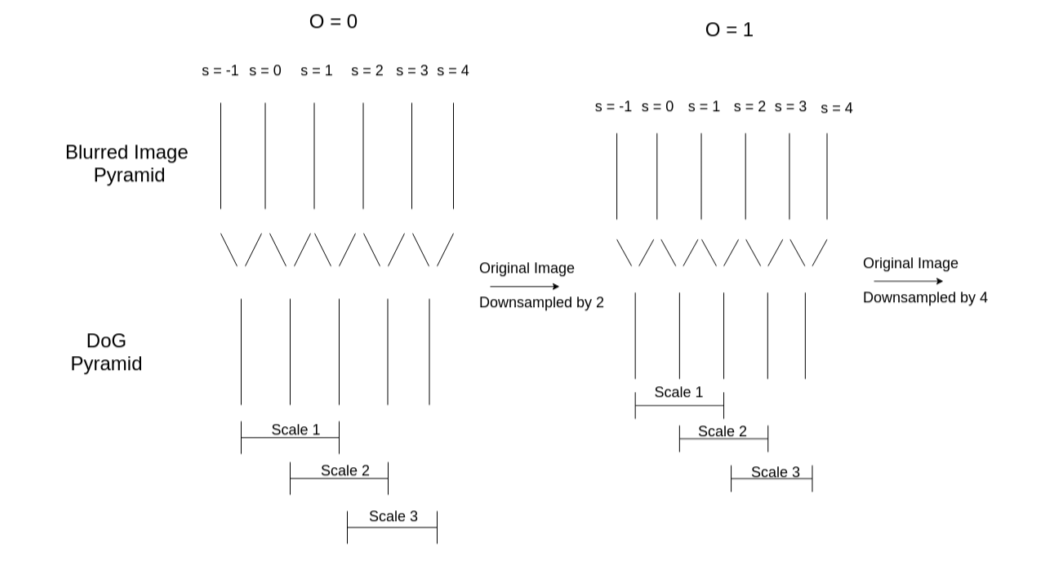 O = 0
s = -1 s = 0 s = 1 s = 2 s = 3 s = 4
Blurred Image
Pyramid
DoG
Pyramid
Scale 1
Scale 2
Scale 3
Original Image
Downsampled by 2
O = 1
s = -1 s = 0 s = 1 s = 2 s = 3 s = 4
Scale 1
Scale 2
Scale 3
Original Image
Downsampled by 4